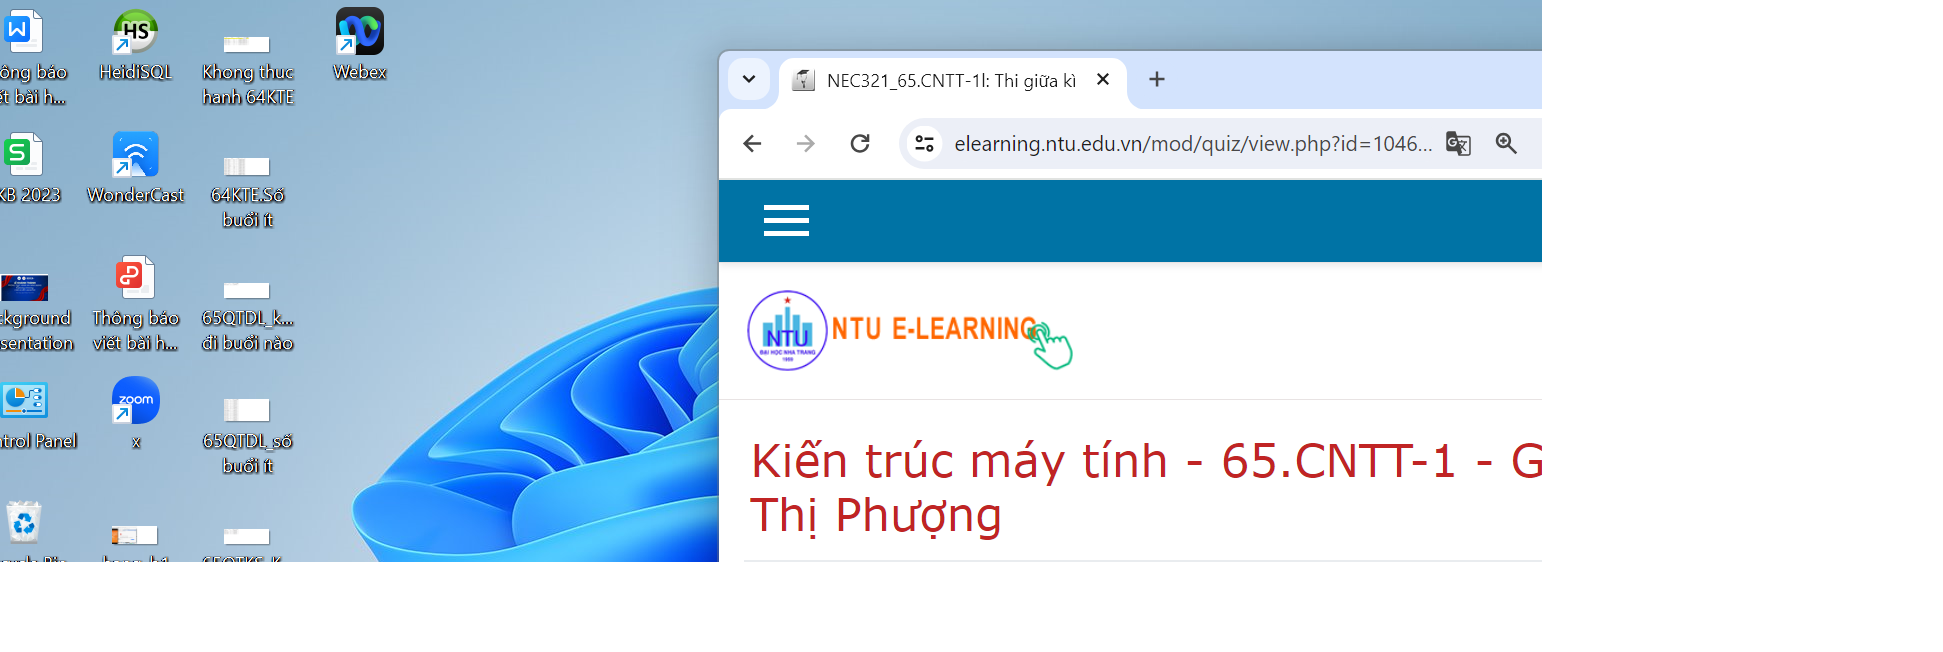 ông báo
ết bài h...
HeidiSQL
Khong thuc
hanh 64KTE
Webex
KB 2023
WonderCast
64KTE.Số
buổi ít
ckground
sentation
Thông báo
viết bài h...
65QTDL_k...
đi buổi nào
ntrol Panel
zoom
x
65QTDL_số
buổi ít
NEC321_65.CNTT-1l: Thi giữa kì
elearning.ntu.edu.vn/mod/quiz/view.php?id=1046...
NTU
ĐẠI HỌC NHA TRANG
1959
NTU E-LEARNING
Kiến trúc máy tính - 65.CNTT-1 - G
Thị Phượng